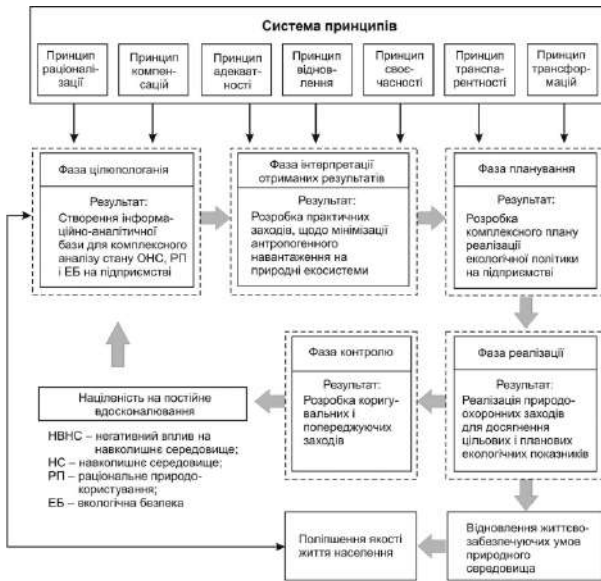 Система принципів
Принцип
раціоналі-
зації
Принцип
компен-
сацій
Принцип
адекват-
ності
Принцип
віднов-
лення
Принцип
своє-
часності
Принцип
транспа-
рентності
Принцип
трансфор-
мацій
Фаза цілюпологанія
Результат:
Створення інформа-
ційно-аналітичної
бази для комплексного
аналізу стану ОНС, РП
і ЕБ на підприємстві
Фаза інтерпретації
отриманих результатів
Результат:
Розробка практичних
заходів, щодо мінімізації
антропогенного
навантаження на
природні екосистеми
Фаза планування
Результат:
Розробка
комплексного плану
реалізації
екологічної політики
на підприємстві
Фаза контролю
Результат:
Розробка коригу-
вальних і
попереджуючих
заходів
Фаза реалізації
Результат:
Реалізація природо-
охоронних заходів
для досягнення
цільових і планових
екологічних показників
Націленість на постійне
вдосконалювання
НВНС – негативний вплив на
навколишнє середовище;
НС – навколишнє середовище;
РП – раціональне природо-
користування;
ЕБ – екологічна безпека
Поліпшення якості
життя населення
Відновлення життєво-
забезпечуючих умов
природного
середовища